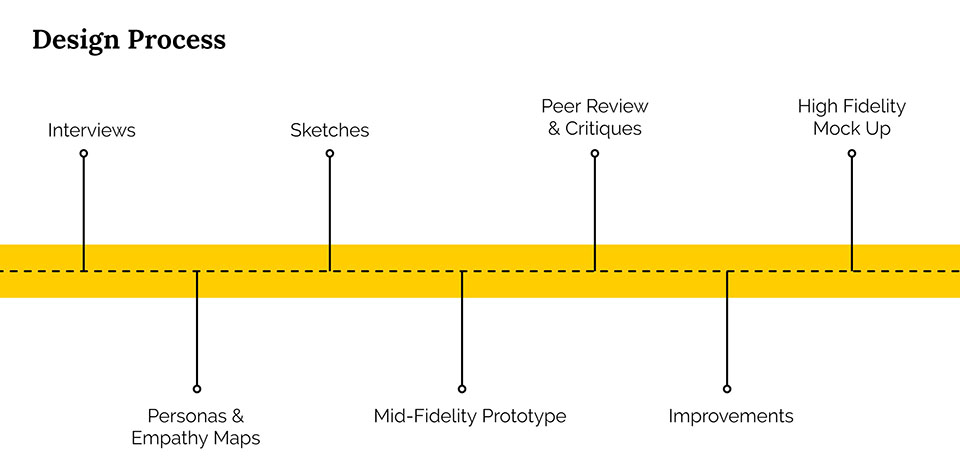 Design Process
Interviews
Personas &
Empathy Maps
Sketches
Mid-Fidelity Prototype
Peer Review
& Critiques
Improvements
High Fidelity
Mock Up